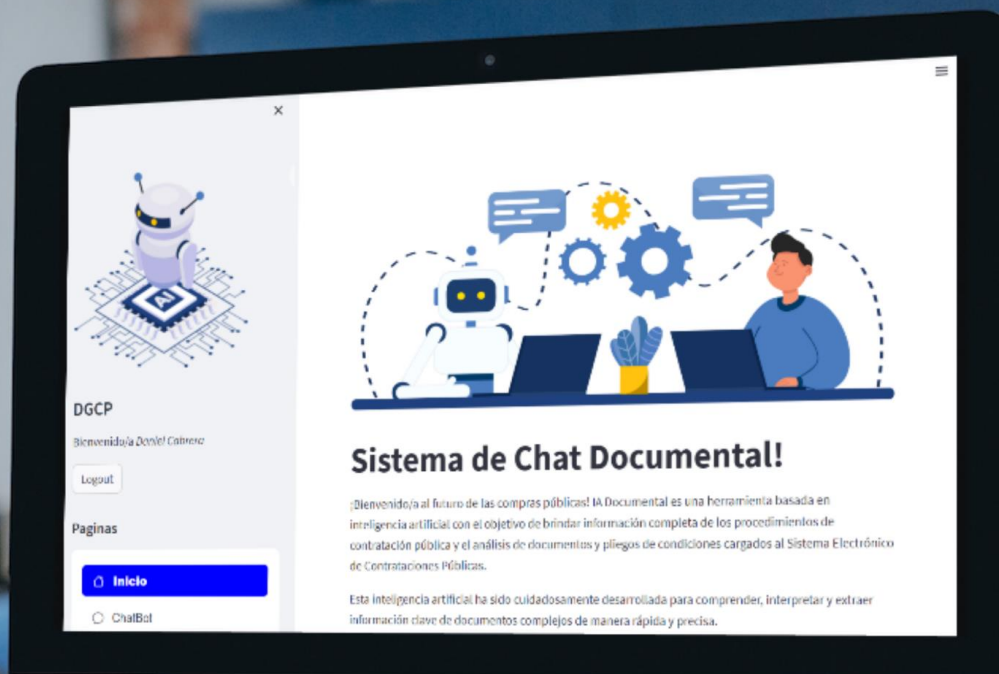 AI
DGCP
Bienvenido/a Daniel Cabrera
Logout
Paginas
Inicio
ChatBot
Sistema de Chat Documental!
¡Bienvenido/a al futuro de las compras públicas! IA Documental es una herramienta basada en
inteligencia artificial con el objetivo de brindar información completa de los procedimientos de
contratación pública y el análisis de documentos y pliegos de condiciones cargados al Sistema Electrónico
de Contrataciones Públicas.
Esta inteligencia artificial ha sido cuidadosamente desarrollada para comprender, interpretar y extraer
información clave de documentos complejos de manera rápida y precisa.